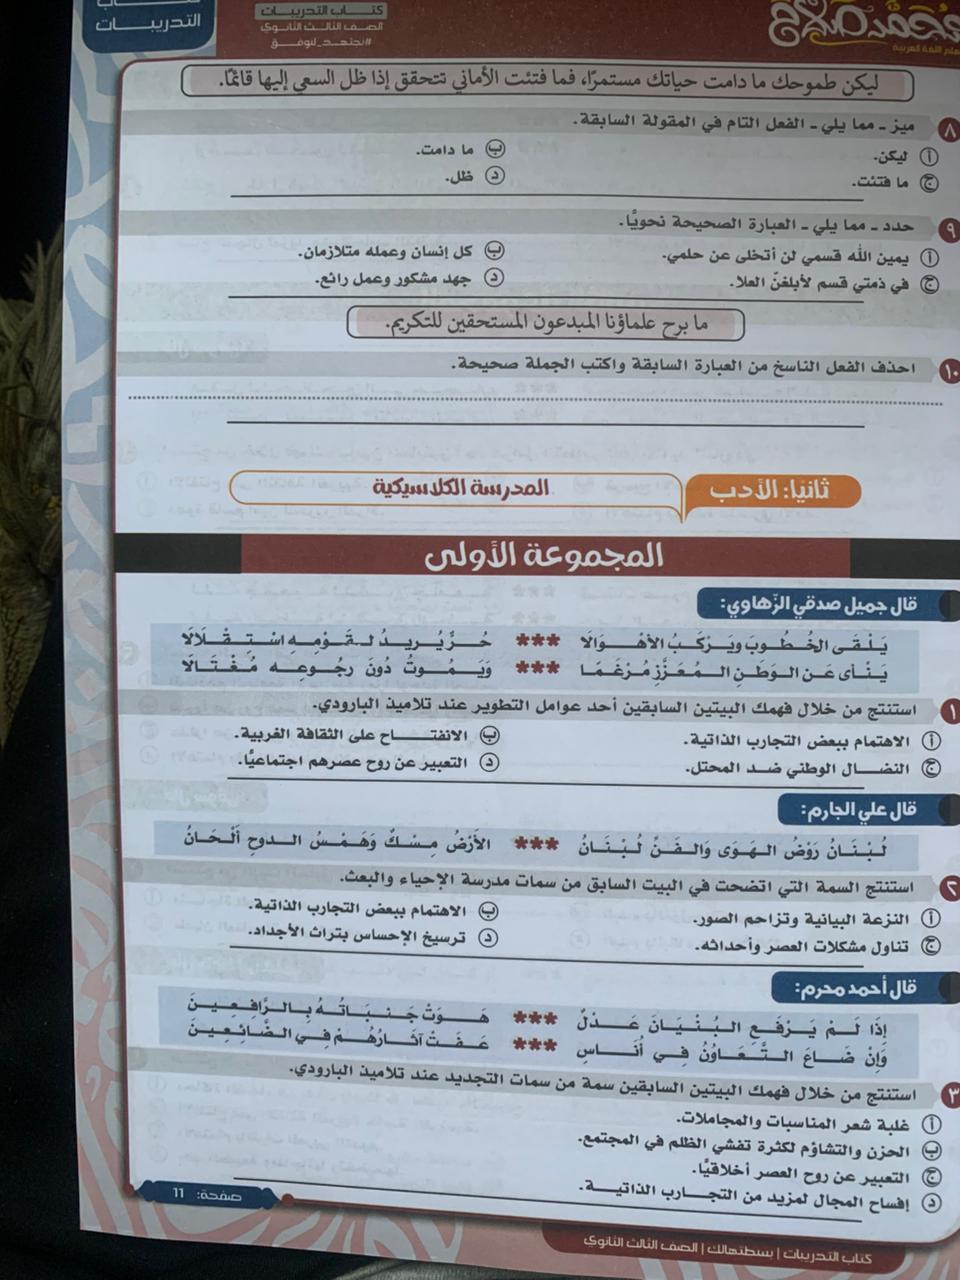 التدريبات
كتاب التدريبات
الصف الثالث الثانوي
#نجتهد_لنوفق
محمد صلاح
معلم اللغة العربية
ليكن طموحك ما دامت حياتك مستمرًا، فما فتئت الأماني تتحقق إذا ظل السعي إليها قائمًا.
٨ ميز - مما يلي - الفعل التام في المقولة السابقة.
أ ليكن. ب ما دامت.
ج ما فتئت. د ظل.
٩ حدد - مما يلي - العبارة الصحيحة نحويًّا.
أ يمين الله قسمي لن أتخلى عن حلمي. ب كل إنسان وعمله متلازمان.
ج في ذمتي قسم لأبلغنّ العلا. د جهد مشكور وعمل رائع.
ما برح علماؤنا المبدعون المستحقين للتكريم.
١٠ احذف الفعل الناسخ من العبارة السابقة واكتب الجملة صحيحة.
ثانيًا: الأدب المدرسة الكلاسيكية
المجموعة الأولى
قال جميل صدقي الزهاوي:
يَلْقَى الخُطُوبَ وَيَرْكَبُ الأهْوَالَا *** حُرٌّ يُرِيدُ لِقَوْمِهِ اسْتِقْلَالَا
يَنْأَى عَنِ الوَطَنِ المُعَزَّزِ مُرْغَمًا *** وَيَمُوتُ دُونَ رجُوعِهِ مُغْتَالَا
١ استنتج من خلال فهمك البيتين السابقين أحد عوامل التطوير عند تلاميذ البارودي.
أ الاهتمام ببعض التجارب الذاتية. ب الانفتاح على الثقافة الغربية.
ج النضال الوطني ضد المحتل. د التعبير عن روح عصرهم اجتماعيًّا.
قال علي الجارم:
لُبْنَانُ رَوْضُ الهَوَى وَالفَنِّ لُبْنَانُ *** الأَرْضُ مِسْكٌ وَهَمْسُ الدوحِ أَلْحَانُ
٢ استنتج السمة التي اتضحت في البيت السابق من سمات مدرسة الإحياء والبعث.
أ النزعة البيانية وتزاحم الصور. ب الاهتمام ببعض التجارب الذاتية.
ج تناول مشكلات العصر وأحداثه. د ترسيخ الإحساس بتراث الأجداد.
قال أحمد محرم:
إِذَا لَمْ يَرْفَعِ البُنْيَانَ عَدْلٌ *** هَوَتْ جَنَبَاتُهُ بِالرَّافِعِينَ
وَإِنْ ضَاعَ التَّعَاوُنُ فِي أُنَاسٍ *** عَفَتْ آثَارُهُمْ فِي الضَّائِعِينَ
٣ استنتج من خلال فهمك البيتين السابقين سمة من سمات التجديد عند تلاميذ البارودي.
أ غلبة شعر المناسبات والمجاملات.
ب الحزن والتشاؤم لكثرة تفشي الظلم في المجتمع.
ج التعبير عن روح العصر أخلاقيًّا.
د إفساح المجال لمزيد من التجارب الذاتية.
صفحة: 11
كتاب التدريبات | بسطتهالك | الصف الثالث الثانوي